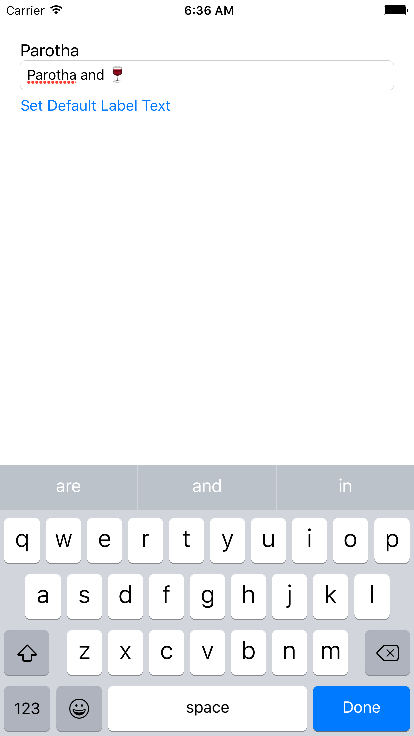 Carrier 6:36 AM
Parotha
Parotha and 🍷
Set Default Label Text
are and in
q w e r t y u i o p
a s d f g h j k l
z x c v b n m
123 space Done